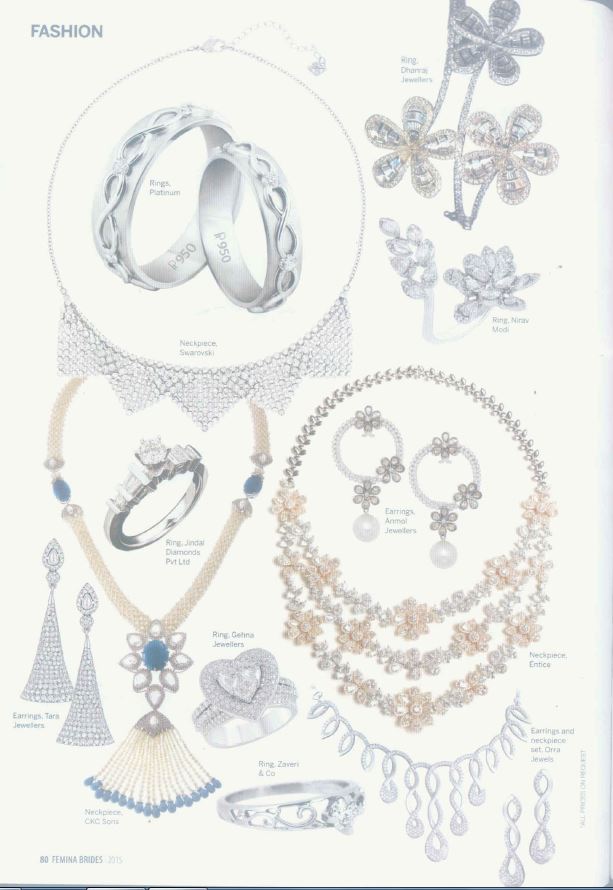 FASHION
Ring,
Dhanraj
Jewellers
Rings,
Platinum
950
950
Ring, Nirav
Modi
Neckpiece,
Swarovski
Earrings,
Anmol
Jewellers
Ring, Jindal
Diamonds
Pvt Ltd
Ring, Gehna
Jewellers
Neckpiece,
Entice
Earrings, Tara
Jewellers
Earrings and
neckpiece
set, Orra
Jewels
Ring, Zaveri
& Co
Neckpiece,
CKC Sons
*ALL PRICES ON REQUEST
80 FEMINA BRIDES 2015